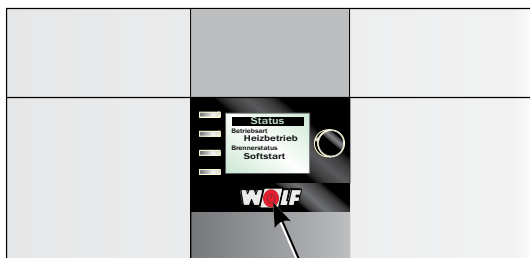 Status
Betriebsart
Heizbetrieb
Brennerstatus
Softstart
WOLF